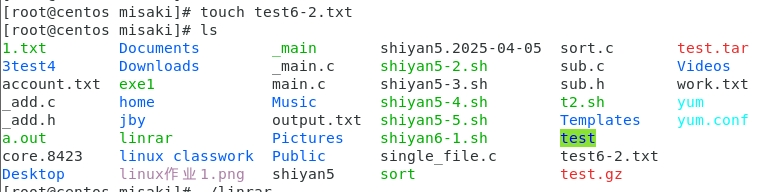 [root@centos misaki]# touch test6-2.txt
[root@centos misaki]# ls
1.txt Documents _main shiyan5.2025-04-05 sort.c test.tar
3test4 Downloads _main.c shiyan5-2.sh sub.c Videos
account.txt exe1 main.c shiyan5-3.sh sub.h work.txt
_add.c home Music shiyan5-4.sh t2.sh yum
_add.h jby output.txt shiyan5-5.sh Templates yum.conf
a.out linrar Pictures shiyan6-1.sh test
core.8423 linux classwork Public single_file.c test6-2.txt
Desktop linux作业1.png shiyan5 sort test.gz
[root@centos misaki]# ./linrar